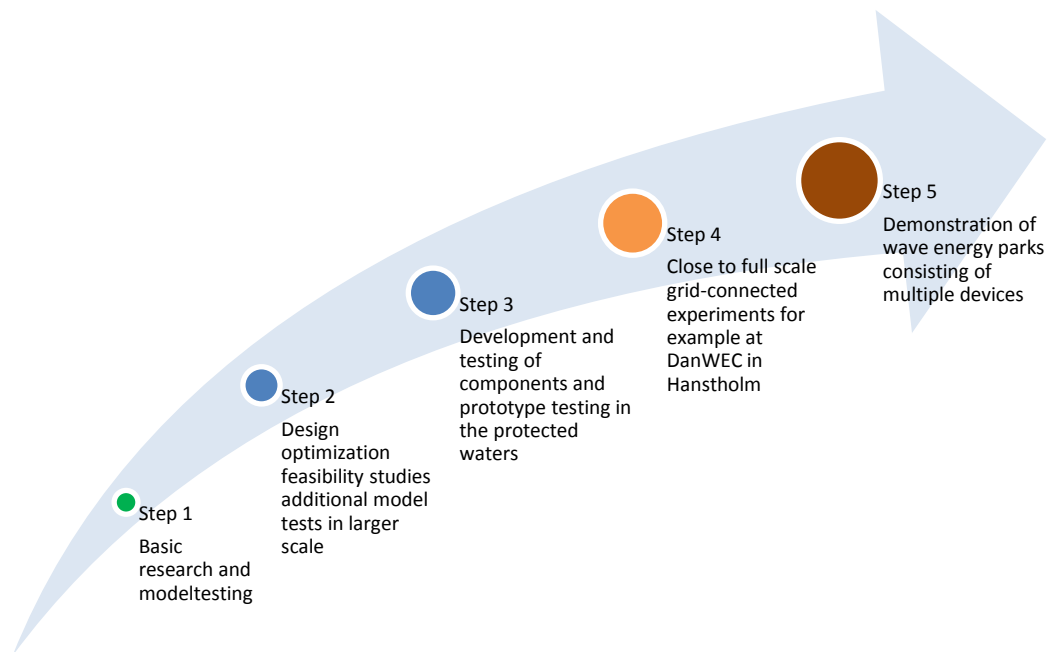 Step 1
Basic
research and
modeltesting
Step 2
Design
optimization
feasibility studies
additional model
tests in larger
scale
Step 3
Development and
testing of
components and
prototype testing in
the protected
waters
Step 4
Close to full scale
grid-connected
experiments for
example at
DanWEC in
Hanstholm
Step 5
Demonstration of
wave energy parks
consisting of
multiple devices